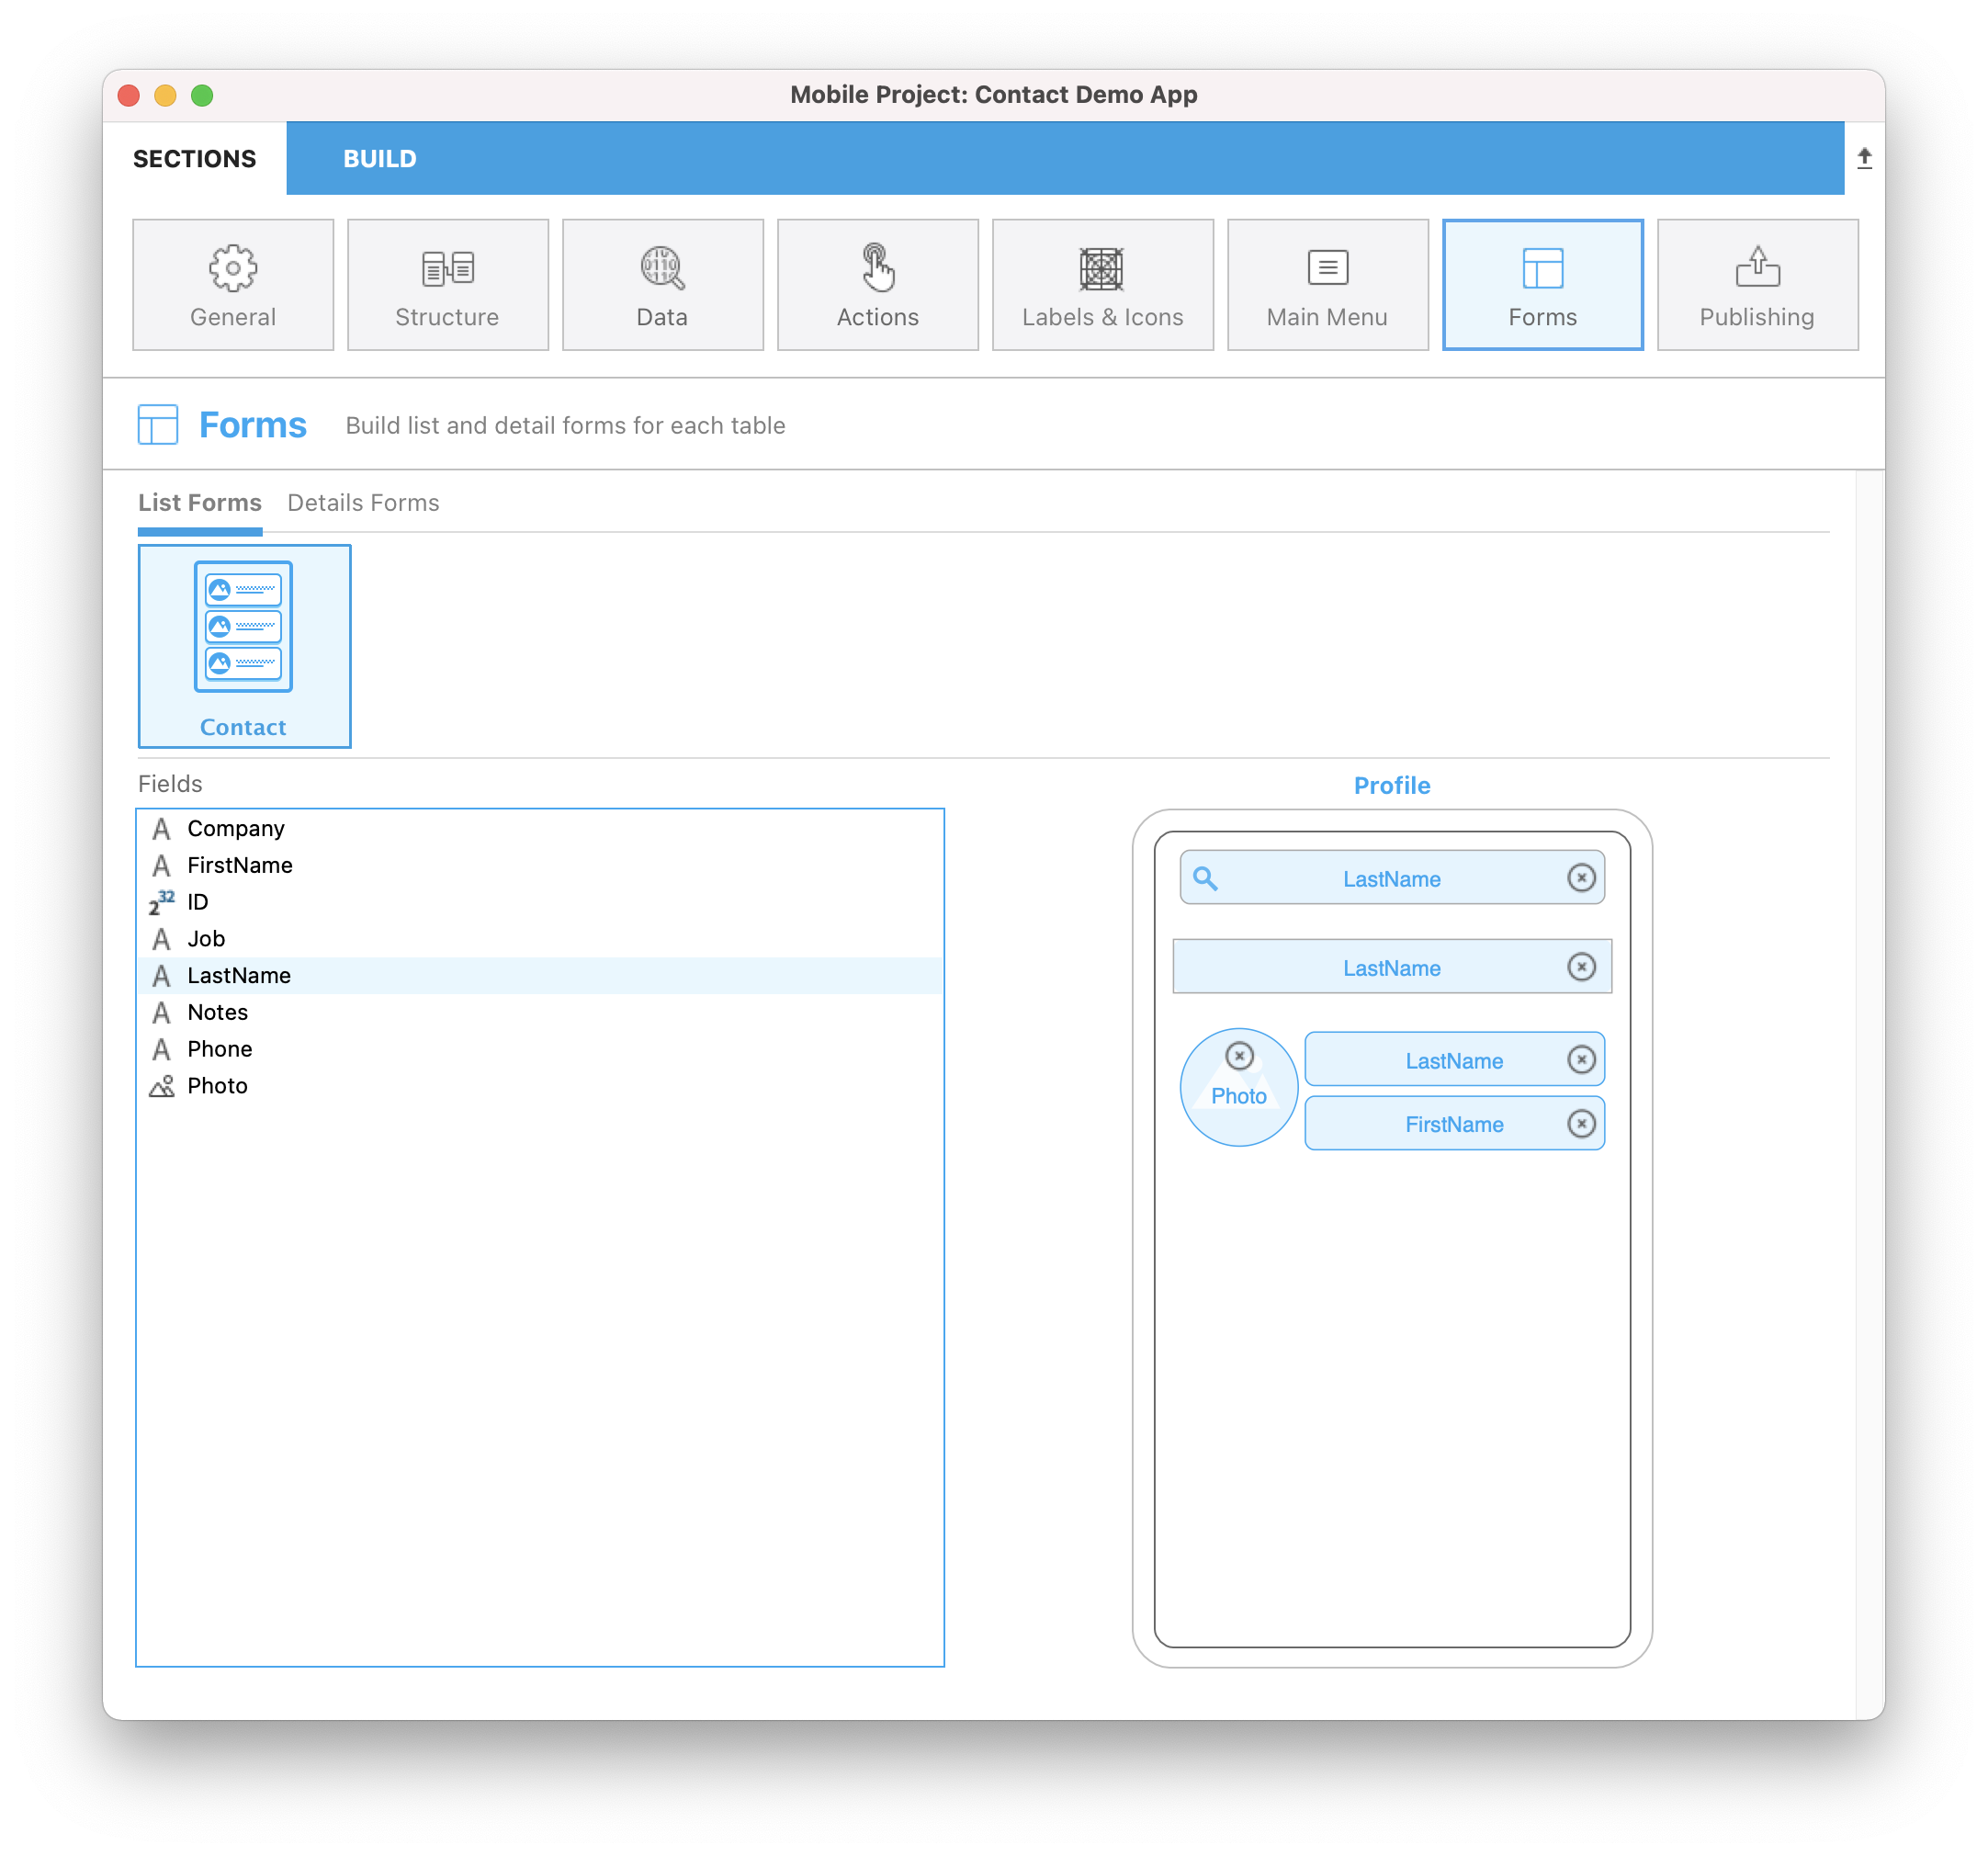 Mobile Project: Contact Demo App
SECTIONS BUILD
General Structure Data Actions Labels & Icons Main Menu Forms Publishing
Forms Build list and detail forms for each table
List Forms Details Forms
Contact
Fields
Company
FirstName
2 32 ID
Job
LastName
Notes
Phone
Photo
Profile
LastName
LastName
Photo
LastName
FirstName